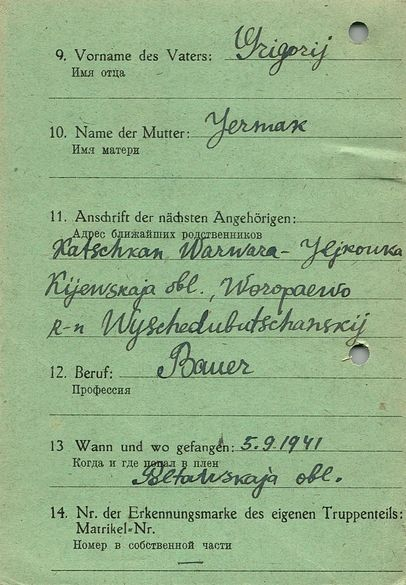 9. Vorname des Vaters: Grigorij
Имя отца
10. Name der Mutter: Jermak
Имя матери
11. Anschrift der nächsten Angehörigen:
Адрес ближайших родственников
Katschkan Warwara - Jejkowka
Kijewskaja obl., Woropaewo
R-n Wyschedubutschanskij
12. Beruf: Bauer
Профессия
13 Wann und wo gefangen: 5.9.1941
Когда и где попал в плен
Poltawskaja obl.
14. Nr. der Erkennungsmarke des eigenen Truppenteils:
Matrikel-Nr.
Номер в собственной части
—